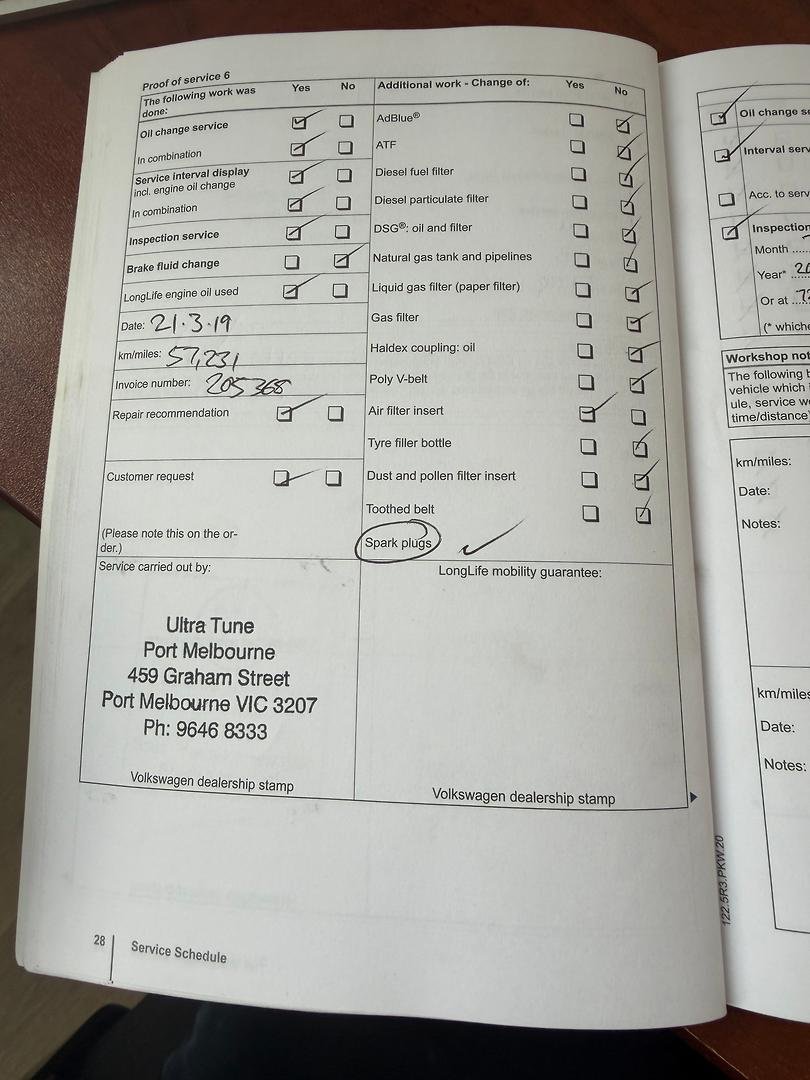 Proof of service 6
The following work was done: Yes No
Oil change service
In combination
Service interval display
incl. engine oil change
In combination
Inspection service
Brake fluid change
LongLife engine oil used
Date: 21.3.19
km/miles: 57,231
Invoice number: 205368
Repair recommendation
Customer request
(Please note this on the or-
der.)
Additional work - Change of: Yes No
AdBlue®
ATF
Diesel fuel filter
Diesel particulate filter
DSG®: oil and filter
Natural gas tank and pipelines
Liquid gas filter (paper filter)
Gas filter
Haldex coupling: oil
Poly V-belt
Air filter insert
Tyre filler bottle
Dust and pollen filter insert
Toothed belt
Spark plugs
Service carried out by:
Ultra Tune
Port Melbourne
459 Graham Street
Port Melbourne VIC 3207
Ph: 9646 8333
Volkswagen dealership stamp
LongLife mobility guarantee:
Volkswagen dealership stamp
28 Service Schedule
122.5R3.PKW.20
Oil change se
Interval serv
Acc. to serv
Inspection
Month
Year* 20
Or at
(* whiche
Workshop not
The following b
vehicle which
ule, service w
time/distance
km/miles:
Date:
Notes:
km/miles
Date:
Notes: